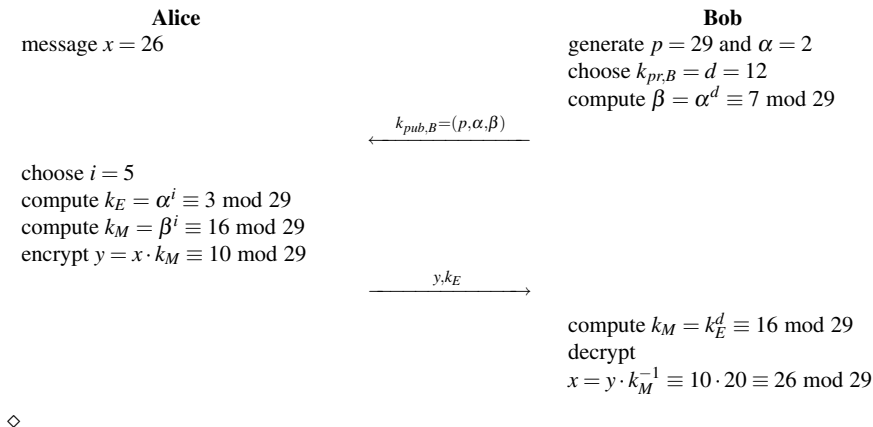 Alice Bob
message x = 26 generate p = 29 and α = 2
choose k_{pr,B} = d = 12
compute β = α^d ≡ 7 mod 29
k_{pub,B}=(p,α,β)
choose i = 5
compute k_E = α^i ≡ 3 mod 29
compute k_M = β^i ≡ 16 mod 29
encrypt y = x · k_M ≡ 10 mod 29
y,k_E
compute k_M = k_E^d ≡ 16 mod 29
decrypt
x = y · k_M^{-1} ≡ 10 · 20 ≡ 26 mod 29
⋄